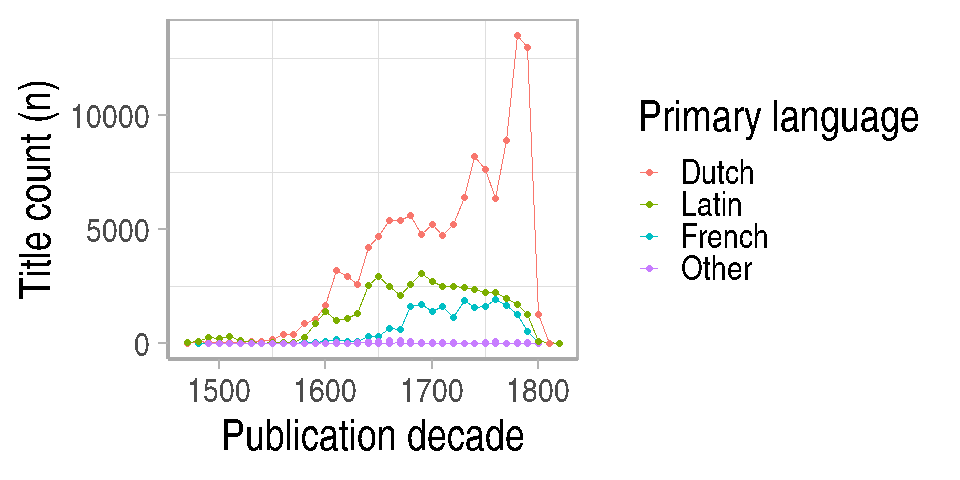 Title count (n)
10000
5000
0
1500 1600 1700 1800
Publication decade
Primary language
Dutch
Latin
French
Other